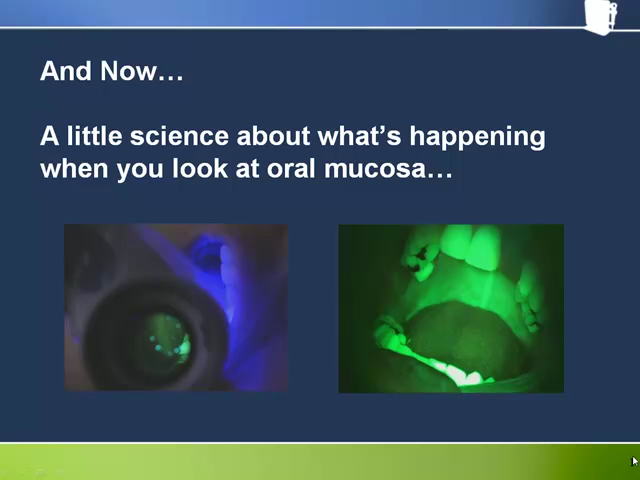 And Now…
A little science about what’s happening
when you look at oral mucosa…